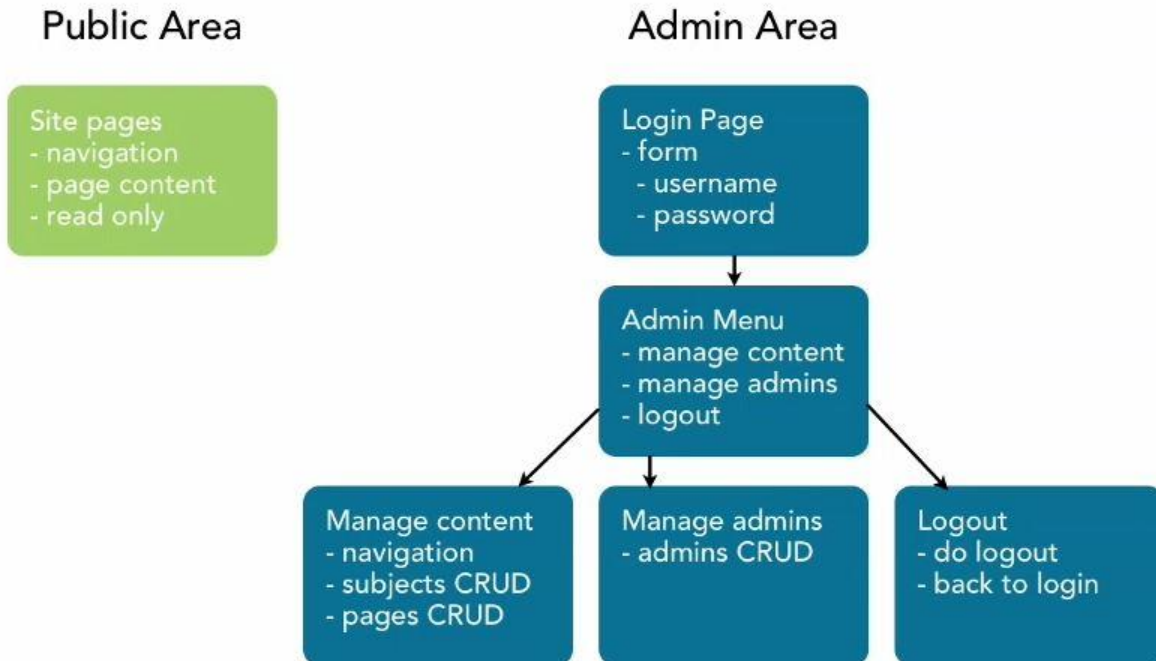 Public Area
Admin Area
Site pages
- navigation
- page content
- read only
Login Page
- form
- username
- password
Admin Menu
- manage content
- manage admins
- logout
Manage content
- navigation
- subjects CRUD
- pages CRUD
Manage admins
- admins CRUD
Logout
- do logout
- back to login